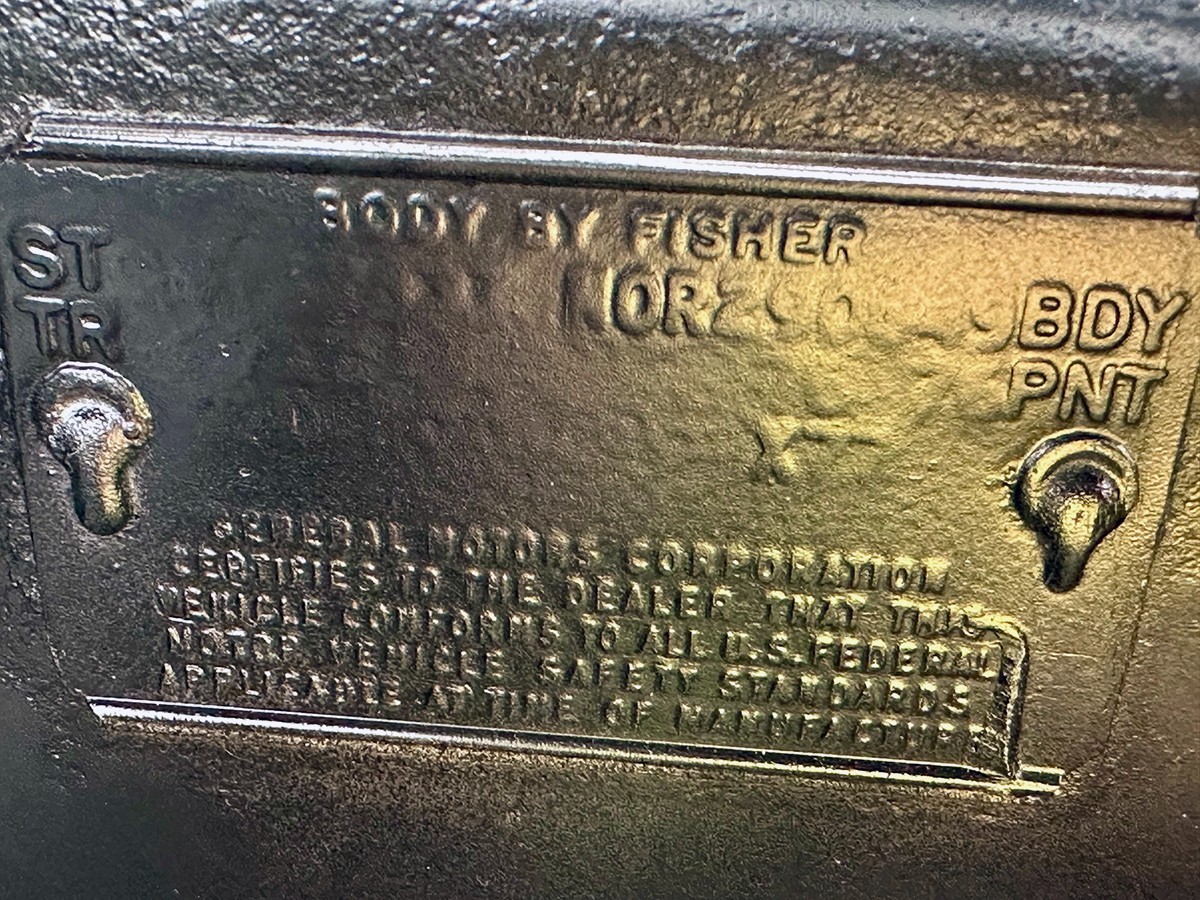 BODY BY FISHER
ST
TR
NOR
BDY
PNT
GENERAL MOTORS CORPORATION
CERTIFIES TO THE DEALER THAT THIS
VEHICLE CONFORMS TO ALL U.S. FEDERAL
MOTOR VEHICLE SAFETY STANDARDS
APPLICABLE AT TIME OF MANUFACTURE